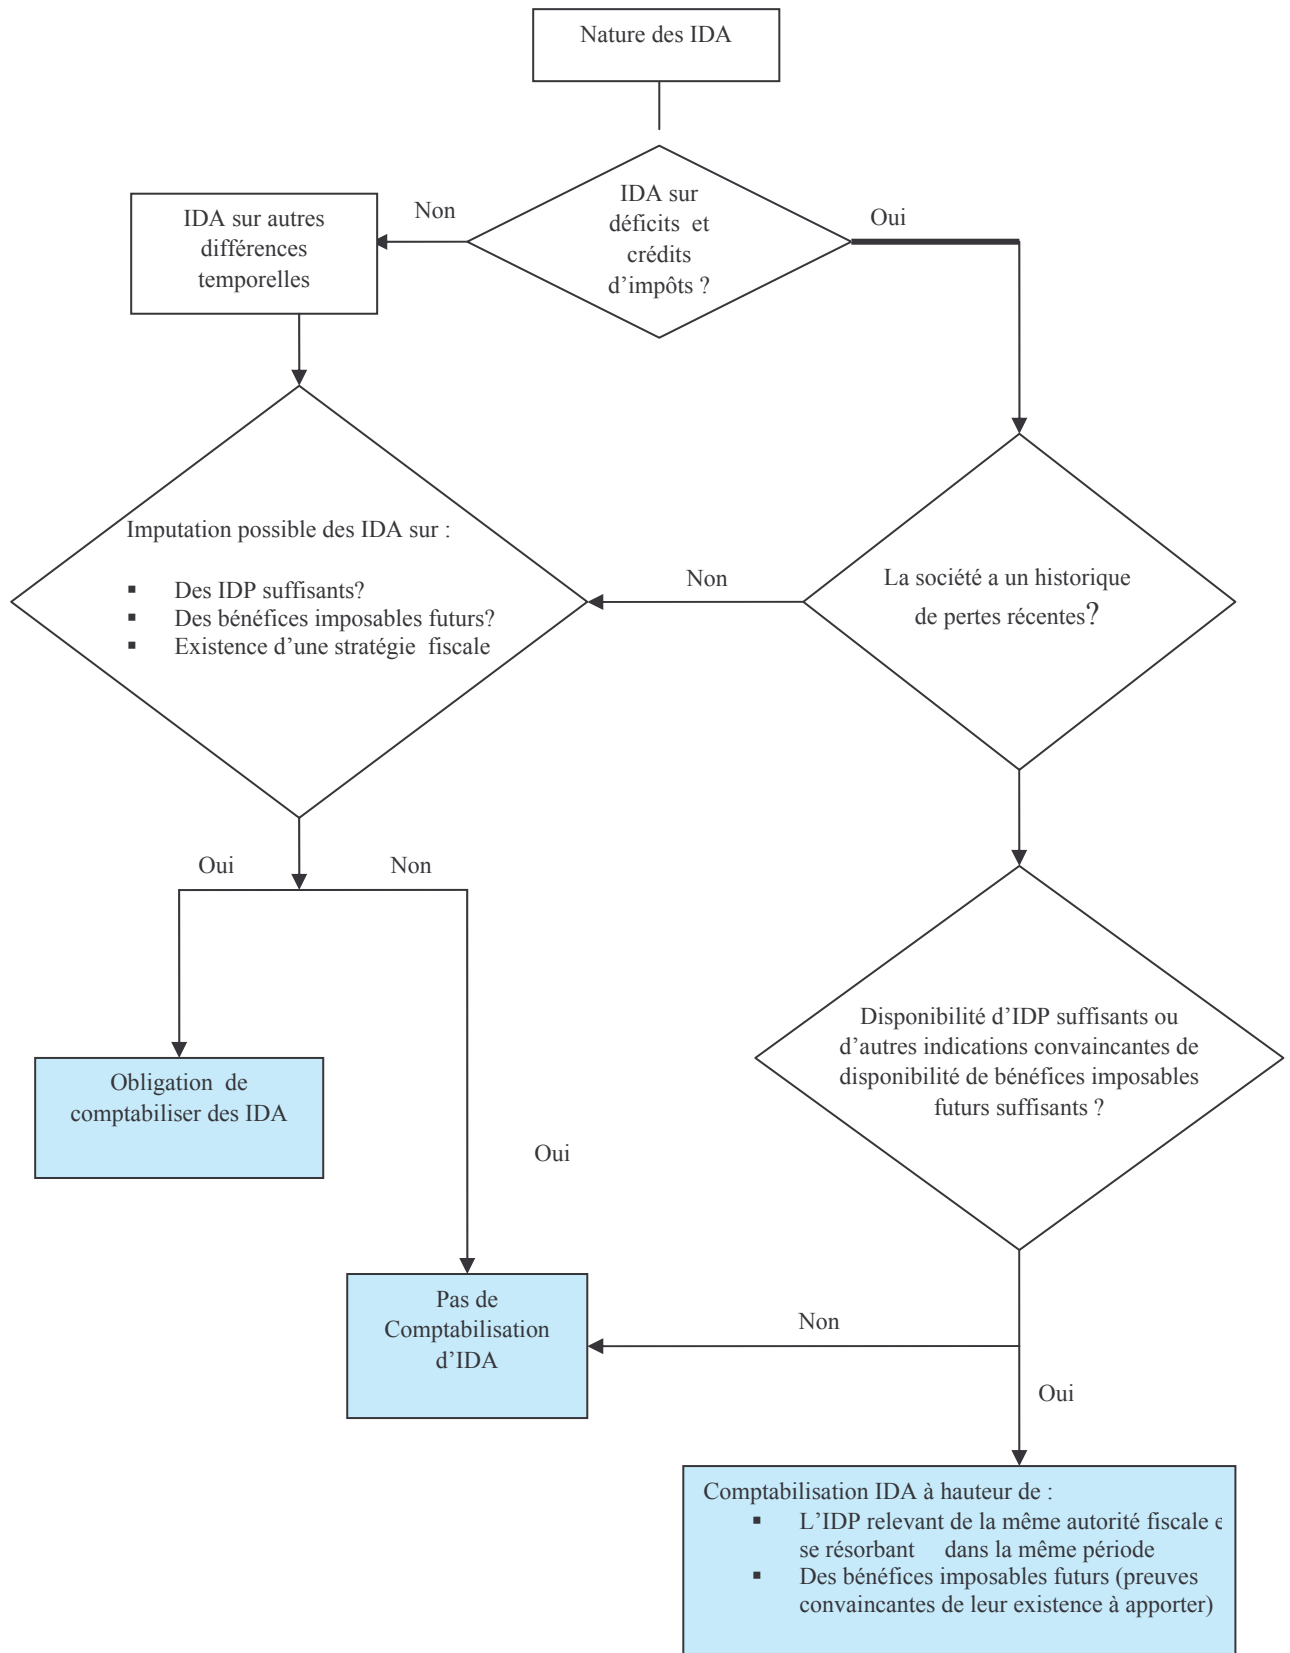 Nature des IDA
IDA sur
déficits et
crédits
d'impôts ?
Non
Oui
IDA sur autres
différences
temporelles
Imputation possible des IDA sur :
▪ Des IDP suffisants?
▪ Des bénéfices imposables futurs?
▪ Existence d'une stratégie fiscale
Non
La société a un historique
de pertes récentes?
Oui
Non
Disponibilité d'IDP suffisants ou
d'autres indications convaincantes de
disponibilité de bénéfices imposables
futurs suffisants ?
Obligation de
comptabiliser des IDA
Oui
Pas de
Comptabilisation
d'IDA
Non
Oui
Comptabilisation IDA à hauteur de :
▪ L'IDP relevant de la même autorité fiscale e
se résorbant dans la même période
▪ Des bénéfices imposables futurs (preuves
convaincantes de leur existence à apporter)